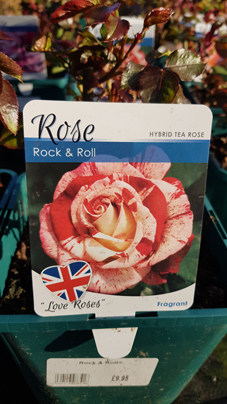 Rose
HYBRID TEA ROSE
Rock & Roll
"Love Roses"
Fragrant
ROCK & ROLL
£9.95